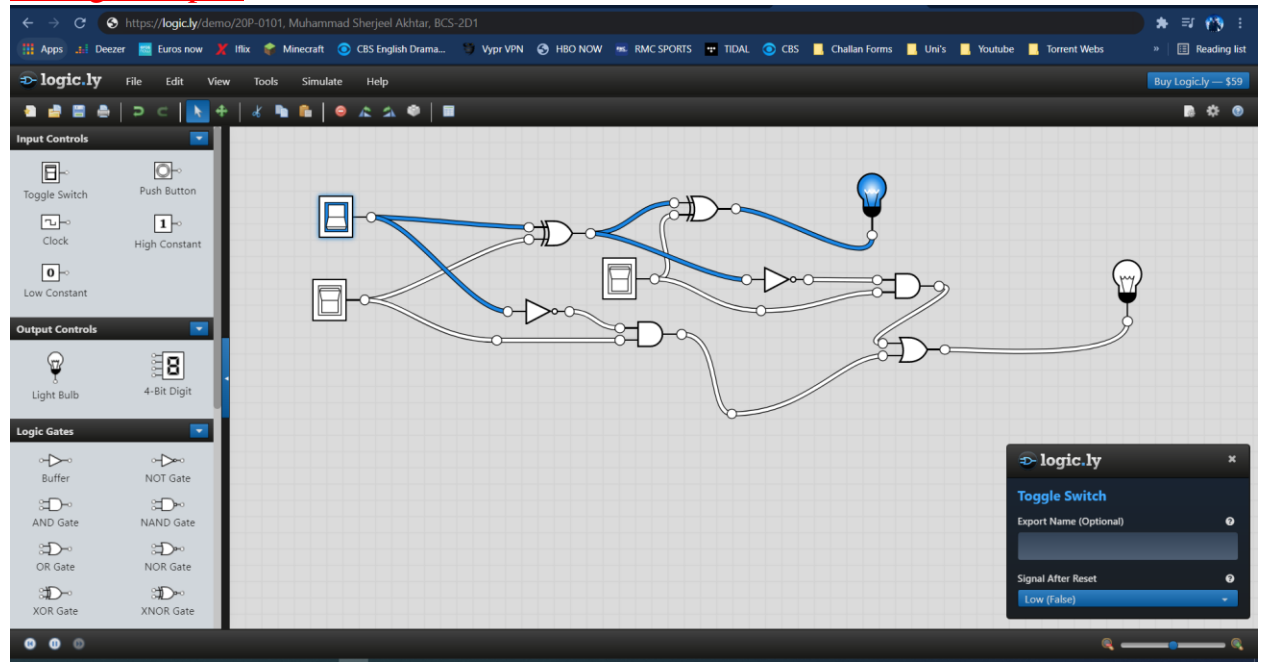 https://logic.ly/demo/20P-0101, Muhammad Sherjeel Akhtar, BCS-2D1
Apps Deezer Euros now Iflix Minecraft CBS English Drama... Vypr VPN HBO NOW RMC SPORTS TIDAL CBS Challan Forms Uni's Youtube Torrent Webs » Reading list
logic.ly File Edit View Tools Simulate Help Buy Logic.ly — $59
Input Controls
Toggle Switch Push Button
Clock 1 High Constant
0 Low Constant
Output Controls
Light Bulb 8 4-Bit Digit
Logic Gates
Buffer NOT Gate
AND Gate NAND Gate
OR Gate NOR Gate
XOR Gate XNOR Gate
logic.ly
Toggle Switch
Export Name (Optional)
Signal After Reset
Low (False)